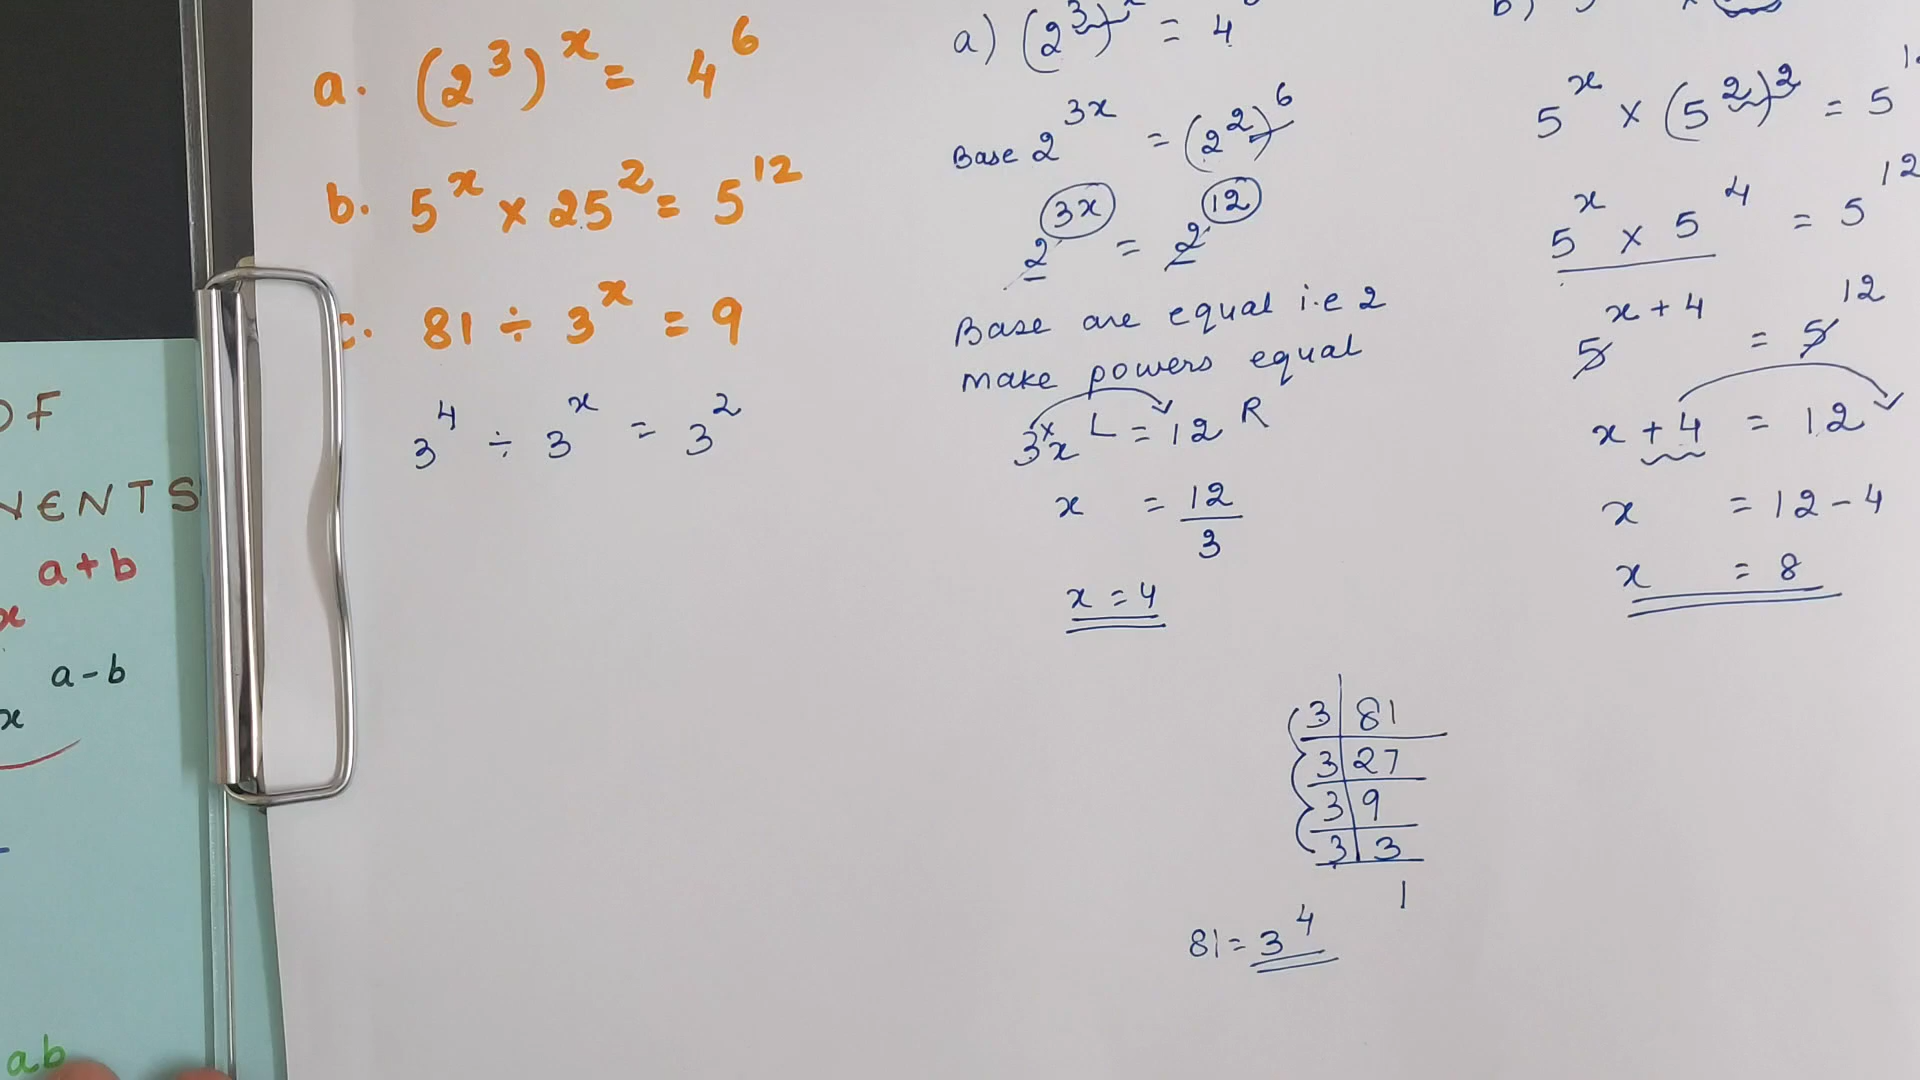 a. (2³)ˣ = 4⁶
b. 5ˣ × 25² = 5¹²
c. 81 ÷ 3ˣ = 9
3⁴ ÷ 3ˣ = 3²
OF
NENTS
a+b
x
a-b
x
ab
a) (2³)ˣ = 4
Base 2³ˣ = (2²)⁶
2³ˣ = 2¹²
Base are equal i.e 2
make powers equal
3×x L = 12 R
x = 12/3
x = 4
3 | 81
3 | 27
3 | 9
3 | 3
1
81 = 3⁴
b)
5ˣ × (5²)² = 5¹
5ˣ × 5⁴ = 5¹²
5ˣ⁺⁴ = 5¹²
x + 4 = 12
x = 12 - 4
x = 8